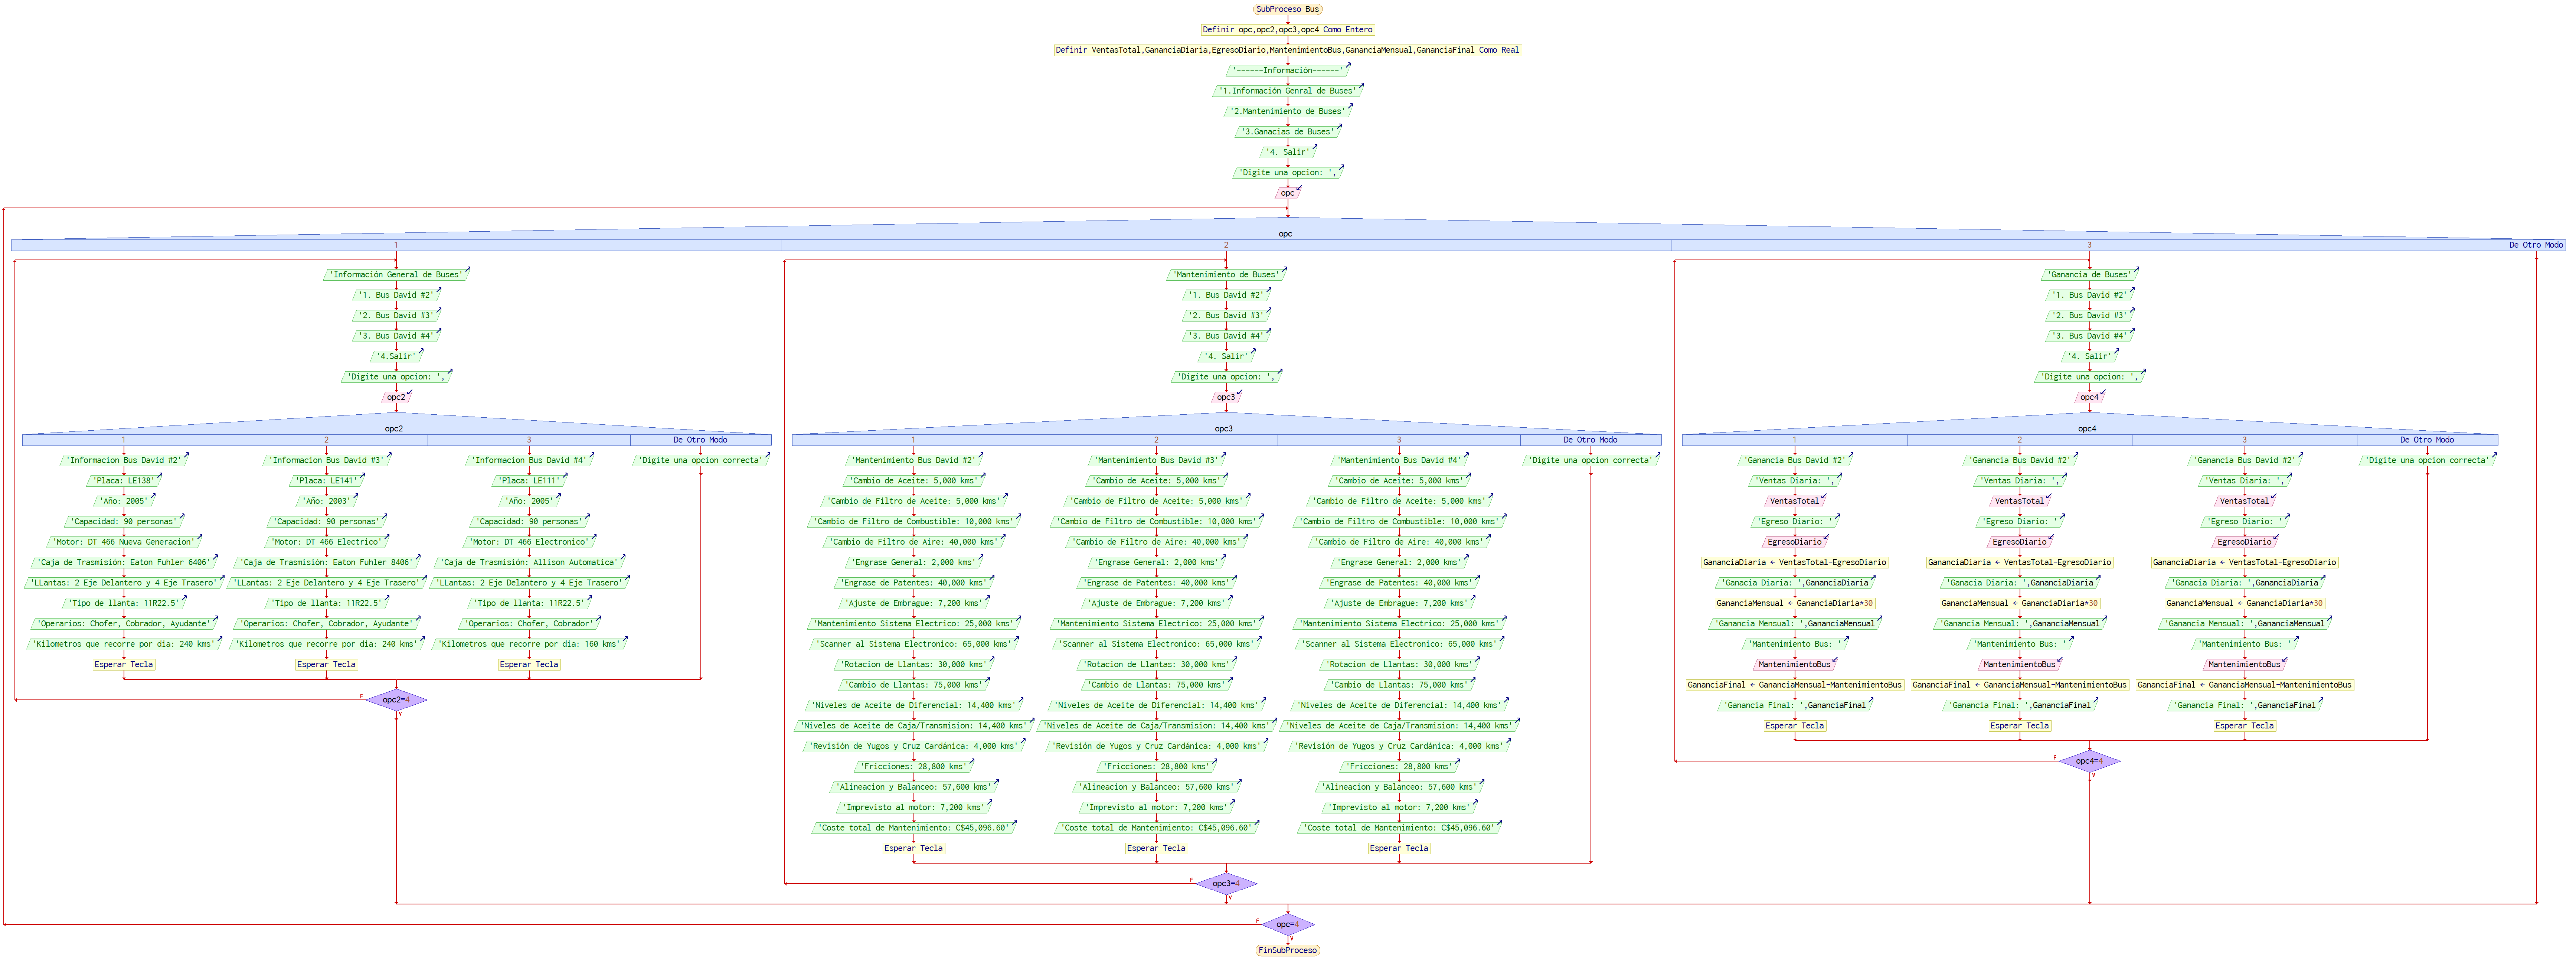 SubProceso Bus
Definir opc,opc2,opc3,opc4 Como Entero
Definir VentasTotal,GananciaDiaria,EgresoDiario,MantenimientoBus,GananciaMensual,GananciaFinal Como Real
'------Información------'
'1.Información Genral de Buses'
'2.Mantenimiento de Buses'
'3.Ganacias de Buses'
'4. Salir'
'Digite una opcion: ',
opc
opc
1
2
3
De Otro Modo
'Información General de Buses'
'1. Bus David #2'
'2. Bus David #3'
'3. Bus David #4'
'4.Salir'
'Digite una opcion: ',
opc2
opc2
1
2
3
De Otro Modo
'Informacion Bus David #2'
'Placa: LE138'
'Año: 2005'
'Capacidad: 90 personas'
'Motor: DT 466 Nueva Generacion'
'Caja de Trasmisión: Eaton Fuhler 6406'
'LLantas: 2 Eje Delantero y 4 Eje Trasero'
'Tipo de llanta: 11R22.5'
'Operarios: Chofer, Cobrador, Ayudante'
'Kilometros que recorre por dia: 240 kms'
Esperar Tecla
'Informacion Bus David #3'
'Placa: LE141'
'Año: 2003'
'Capacidad: 90 personas'
'Motor: DT 466 Electrico'
'Caja de Trasmisión: Eaton Fuhler 8406'
'LLantas: 2 Eje Delantero y 4 Eje Trasero'
'Tipo de llanta: 11R22.5'
'Operarios: Chofer, Cobrador, Ayudante'
'Kilometros que recorre por dia: 240 kms'
Esperar Tecla
'Informacion Bus David #4'
'Placa: LE111'
'Año: 2005'
'Capacidad: 90 personas'
'Motor: DT 466 Electronico'
'Caja de Trasmisión: Allison Automatica'
'LLantas: 2 Eje Delantero y 4 Eje Trasero'
'Tipo de llanta: 11R22.5'
'Operarios: Chofer, Cobrador'
'Kilometros que recorre por dia: 160 kms'
Esperar Tecla
'Digite una opcion correcta'
F
opc2=4
V
'Mantenimiento de Buses'
'1. Bus David #2'
'2. Bus David #3'
'3. Bus David #4'
'4. Salir'
'Digite una opcion: ',
opc3
opc3
1
2
3
De Otro Modo
'Mantenimiento Bus David #2'
'Cambio de Aceite: 5,000 kms'
'Cambio de Filtro de Aceite: 5,000 kms'
'Cambio de Filtro de Combustible: 10,000 kms'
'Cambio de Filtro de Aire: 40,000 kms'
'Engrase General: 2,000 kms'
'Engrase de Patentes: 40,000 kms'
'Ajuste de Embrague: 7,200 kms'
'Mantenimiento Sistema Electrico: 25,000 kms'
'Scanner al Sistema Electronico: 65,000 kms'
'Rotacion de Llantas: 30,000 kms'
'Cambio de Llantas: 75,000 kms'
'Niveles de Aceite de Diferencial: 14,400 kms'
'Niveles de Aceite de Caja/Transmision: 14,400 kms'
'Revisión de Yugos y Cruz Cardánica: 4,000 kms'
'Fricciones: 28,800 kms'
'Alineacion y Balanceo: 57,600 kms'
'Imprevisto al motor: 7,200 kms'
'Coste total de Mantenimiento: C$45,096.60'
Esperar Tecla
'Mantenimiento Bus David #3'
'Cambio de Aceite: 5,000 kms'
'Cambio de Filtro de Aceite: 5,000 kms'
'Cambio de Filtro de Combustible: 10,000 kms'
'Cambio de Filtro de Aire: 40,000 kms'
'Engrase General: 2,000 kms'
'Engrase de Patentes: 40,000 kms'
'Ajuste de Embrague: 7,200 kms'
'Mantenimiento Sistema Electrico: 25,000 kms'
'Scanner al Sistema Electronico: 65,000 kms'
'Rotacion de Llantas: 30,000 kms'
'Cambio de Llantas: 75,000 kms'
'Niveles de Aceite de Diferencial: 14,400 kms'
'Niveles de Aceite de Caja/Transmision: 14,400 kms'
'Revisión de Yugos y Cruz Cardánica: 4,000 kms'
'Fricciones: 28,800 kms'
'Alineacion y Balanceo: 57,600 kms'
'Imprevisto al motor: 7,200 kms'
'Coste total de Mantenimiento: C$45,096.60'
Esperar Tecla
'Mantenimiento Bus David #4'
'Cambio de Aceite: 5,000 kms'
'Cambio de Filtro de Aceite: 5,000 kms'
'Cambio de Filtro de Combustible: 10,000 kms'
'Cambio de Filtro de Aire: 40,000 kms'
'Engrase General: 2,000 kms'
'Engrase de Patentes: 40,000 kms'
'Ajuste de Embrague: 7,200 kms'
'Mantenimiento Sistema Electrico: 25,000 kms'
'Scanner al Sistema Electronico: 65,000 kms'
'Rotacion de Llantas: 30,000 kms'
'Cambio de Llantas: 75,000 kms'
'Niveles de Aceite de Diferencial: 14,400 kms'
'Niveles de Aceite de Caja/Transmision: 14,400 kms'
'Revisión de Yugos y Cruz Cardánica: 4,000 kms'
'Fricciones: 28,800 kms'
'Alineacion y Balanceo: 57,600 kms'
'Imprevisto al motor: 7,200 kms'
'Coste total de Mantenimiento: C$45,096.60'
Esperar Tecla
'Digite una opcion correcta'
F
opc3=4
V
'Ganancia de Buses'
'1. Bus David #2'
'2. Bus David #3'
'3. Bus David #4'
'4. Salir'
'Digite una opcion: ',
opc4
opc4
1
2
3
De Otro Modo
'Ganancia Bus David #2'
'Ventas Diaria: ',
VentasTotal
'Egreso Diario: '
EgresoDiario
GananciaDiaria ← VentasTotal-EgresoDiario
'Ganacia Diaria: ',GananciaDiaria
GananciaMensual ← GananciaDiaria*30
'Ganancia Mensual: ',GananciaMensual
'Mantenimiento Bus: '
MantenimientoBus
GananciaFinal ← GananciaMensual-MantenimientoBus
'Ganancia Final: ',GananciaFinal
Esperar Tecla
'Ganancia Bus David #2'
'Ventas Diaria: ',
VentasTotal
'Egreso Diario: '
EgresoDiario
GananciaDiaria ← VentasTotal-EgresoDiario
'Ganacia Diaria: ',GananciaDiaria
GananciaMensual ← GananciaDiaria*30
'Ganancia Mensual: ',GananciaMensual
'Mantenimiento Bus: '
MantenimientoBus
GananciaFinal ← GananciaMensual-MantenimientoBus
'Ganancia Final: ',GananciaFinal
Esperar Tecla
'Ganancia Bus David #2'
'Ventas Diaria: ',
VentasTotal
'Egreso Diario: '
EgresoDiario
GananciaDiaria ← VentasTotal-EgresoDiario
'Ganacia Diaria: ',GananciaDiaria
GananciaMensual ← GananciaDiaria*30
'Ganancia Mensual: ',GananciaMensual
'Mantenimiento Bus: '
MantenimientoBus
GananciaFinal ← GananciaMensual-MantenimientoBus
'Ganancia Final: ',GananciaFinal
Esperar Tecla
'Digite una opcion correcta'
F
opc4=4
V
F
opc=4
V
FinSubProceso